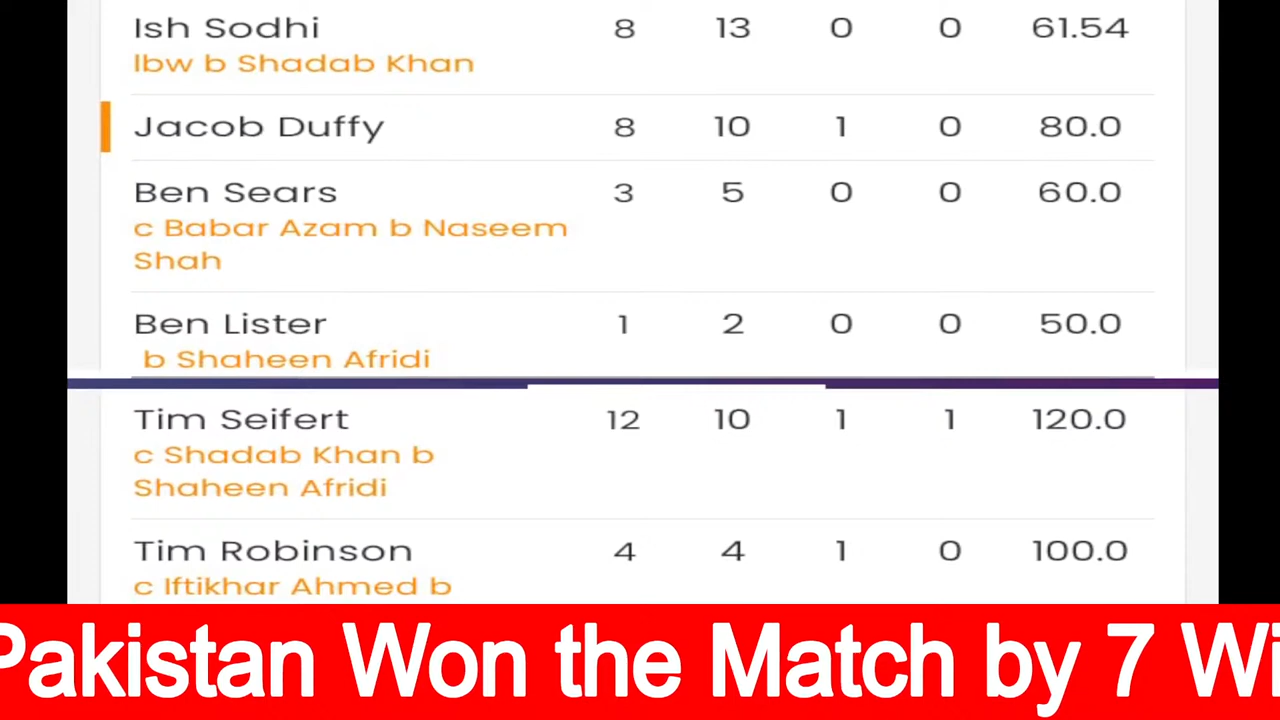 Ish Sodhi 8 13 0 0 61.54
lbw b Shadab Khan
Jacob Duffy 8 10 1 0 80.0
Ben Sears 3 5 0 0 60.0
c Babar Azam b Naseem
Shah
Ben Lister 1 2 0 0 50.0
b Shaheen Afridi
Tim Seifert 12 10 1 1 120.0
c Shadab Khan b
Shaheen Afridi
Tim Robinson 4 4 1 0 100.0
c Iftikhar Ahmed b
Pakistan Won the Match by 7 Wi